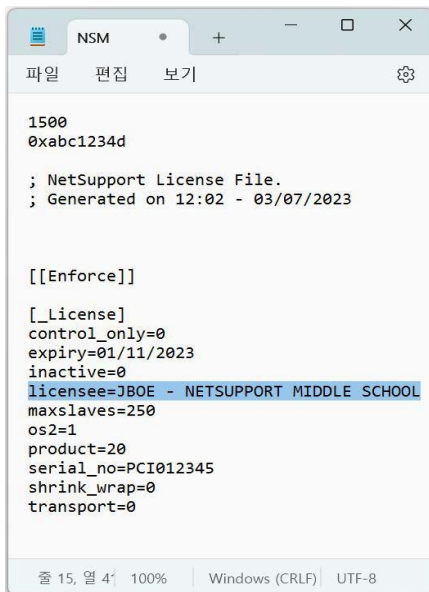 NSM
파일 편집 보기
1500
0xabc1234d
; NetSupport License File.
; Generated on 12:02 - 03/07/2023
[[Enforce]]
[_License]
control_only=0
expiry=01/11/2023
inactive=0
licensee=JBOE - NETSUPPORT MIDDLE SCHOOL
maxslaves=250
os2=1
product=20
serial_no=PCI012345
shrink_wrap=0
transport=0
줄 15, 열 41 100% Windows (CRLF) UTF-8